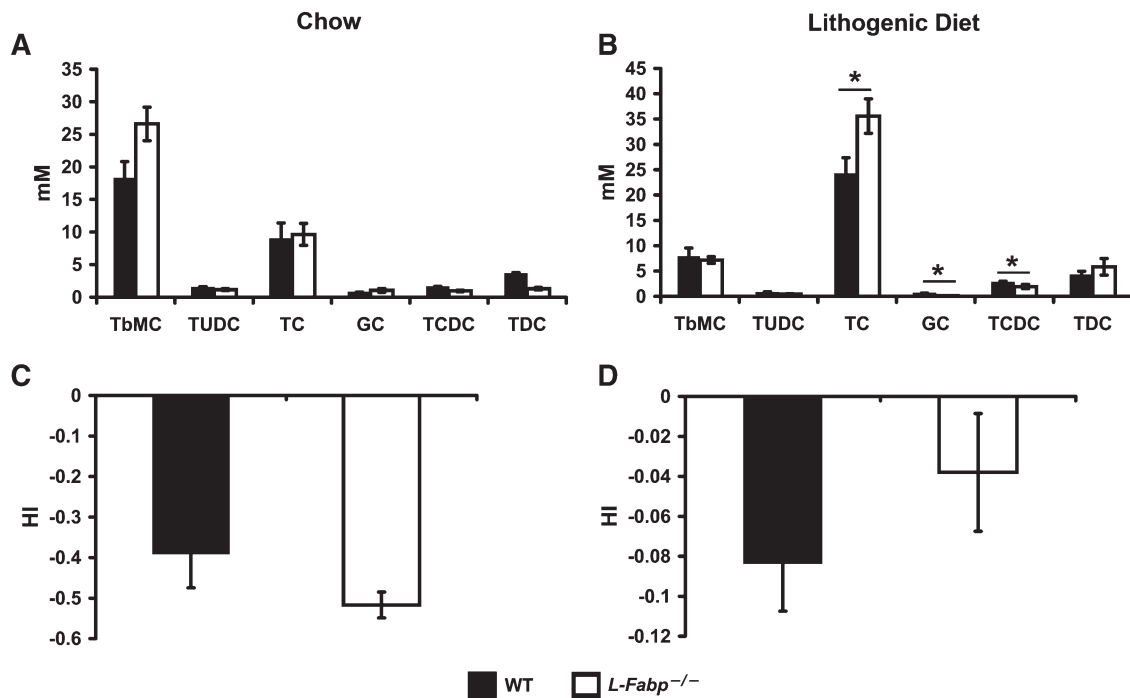 Chow
Lithogenic Diet
A
B
mM
35
30
25
20
15
10
5
0
TbMC TUDC TC GC TCDC TDC
mM
45
40
35
30
25
20
15
10
5
0
*
*
*
TbMC TUDC TC GC TCDC TDC
C
D
HI
0
-0.1
-0.2
-0.3
-0.4
-0.5
-0.6
HI
0
-0.02
-0.04
-0.06
-0.08
-0.1
-0.12
WT L-Fabp−/−